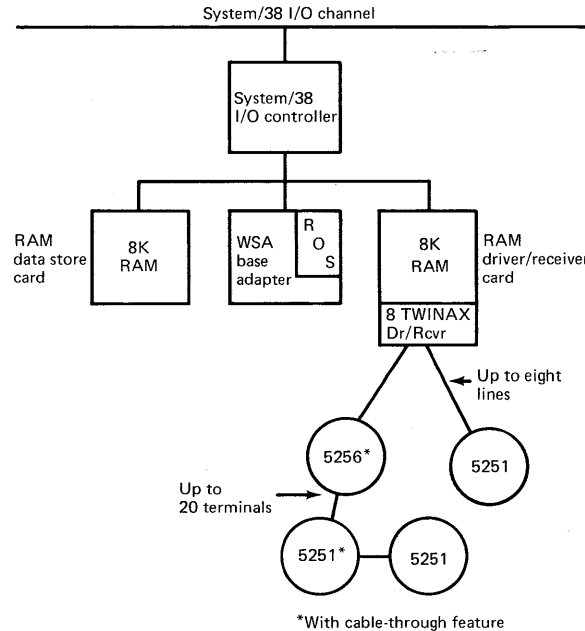 System/38 I/O channel
System/38
I/O controller
RAM
data store
card
8K
RAM
WSA
base
adapter
R
O
S
8K
RAM
RAM
driver/receiver
card
8 TWINAX
Dr/Rcvr
Up to eight
lines
5256*
5251
Up to
20 terminals
5251*
5251
*With cable-through feature